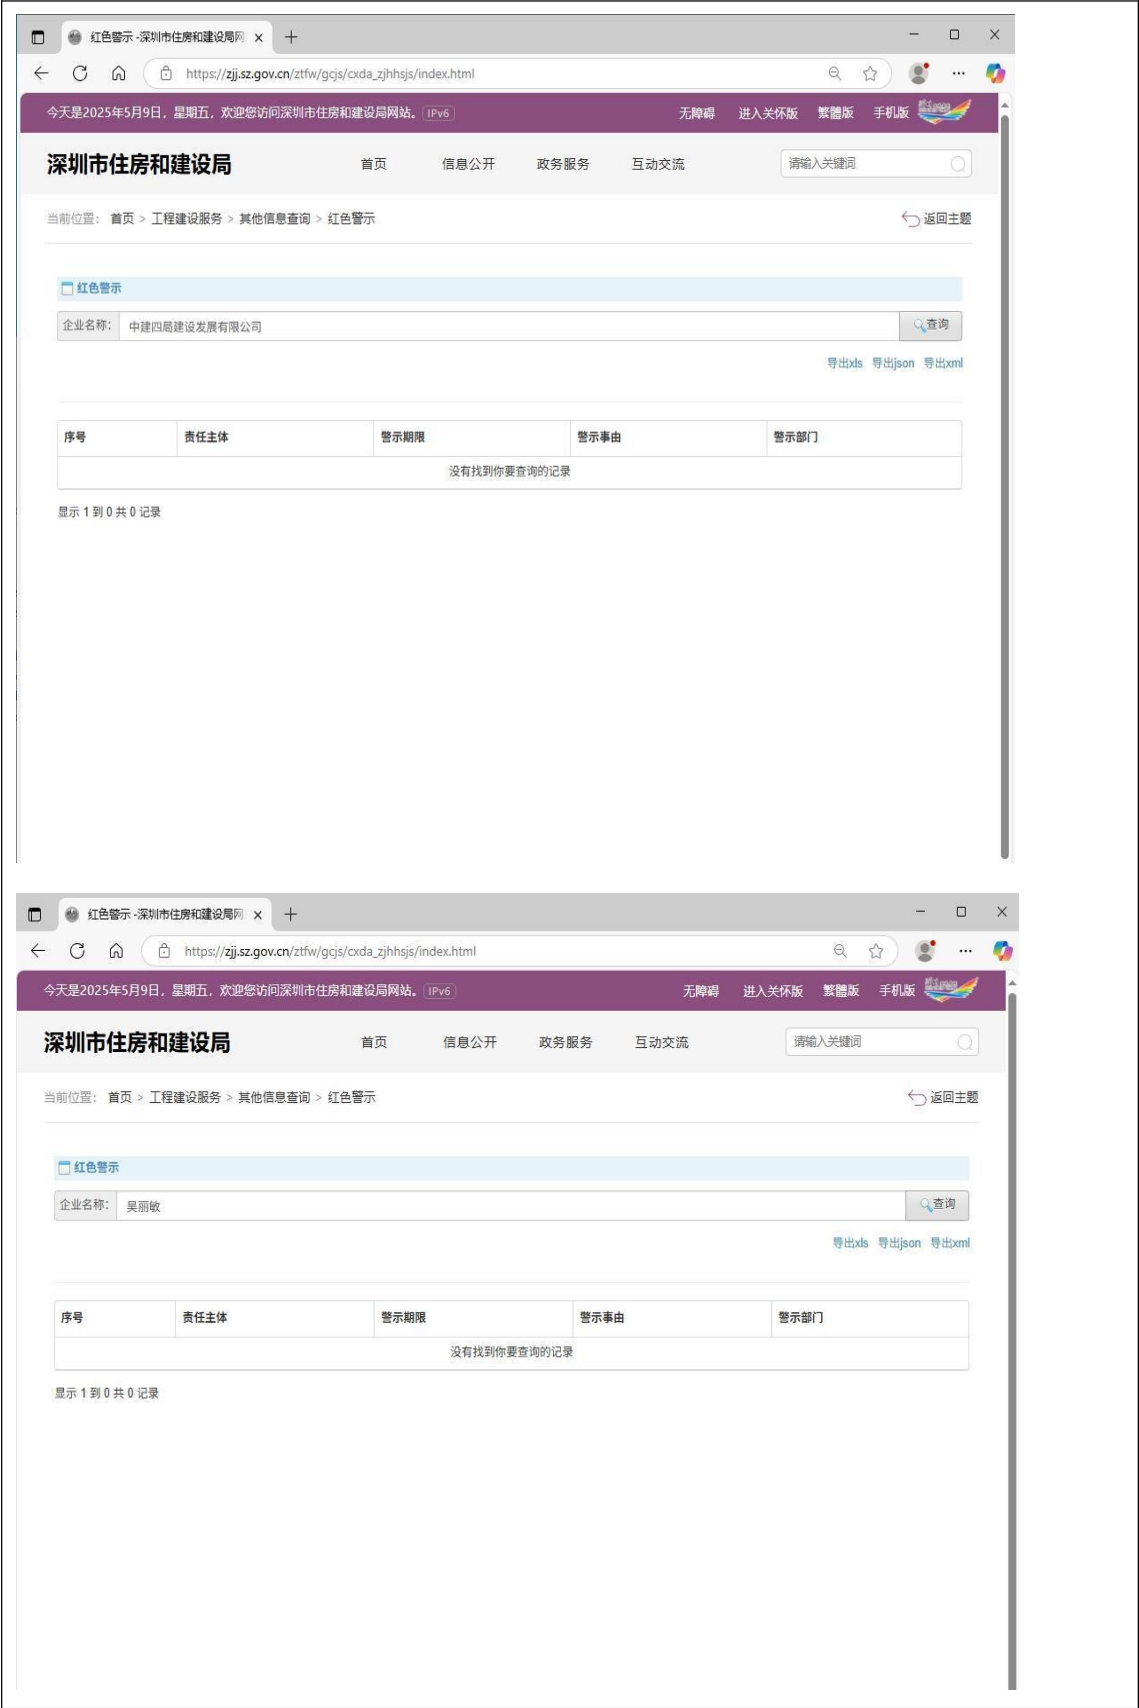 红色警示 -深圳市住房和建设局网
https://zjj.sz.gov.cn/ztfw/gcjs/cxda_zjhhsjs/index.html
今天是2025年5月9日，星期五，欢迎您访问深圳市住房和建设局网站。 IPv6 无障碍 进入关怀版 繁體版 手机版
深圳市住房和建设局 首页 信息公开 政务服务 互动交流 请输入关键词
当前位置： 首页 > 工程建设服务 > 其他信息查询 > 红色警示 返回主题
红色警示
企业名称： 中建四局建设发展有限公司 查询
导出xls 导出json 导出xml
序号 责任主体 警示期限 警示事由 警示部门
没有找到你要查询的记录
显示 1 到 0 共 0 记录
红色警示 -深圳市住房和建设局网
https://zjj.sz.gov.cn/ztfw/gcjs/cxda_zjhhsjs/index.html
今天是2025年5月9日，星期五，欢迎您访问深圳市住房和建设局网站。 IPv6 无障碍 进入关怀版 繁體版 手机版
深圳市住房和建设局 首页 信息公开 政务服务 互动交流 请输入关键词
当前位置： 首页 > 工程建设服务 > 其他信息查询 > 红色警示 返回主题
红色警示
企业名称： 吴丽敏 查询
导出xls 导出json 导出xml
序号 责任主体 警示期限 警示事由 警示部门
没有找到你要查询的记录
显示 1 到 0 共 0 记录